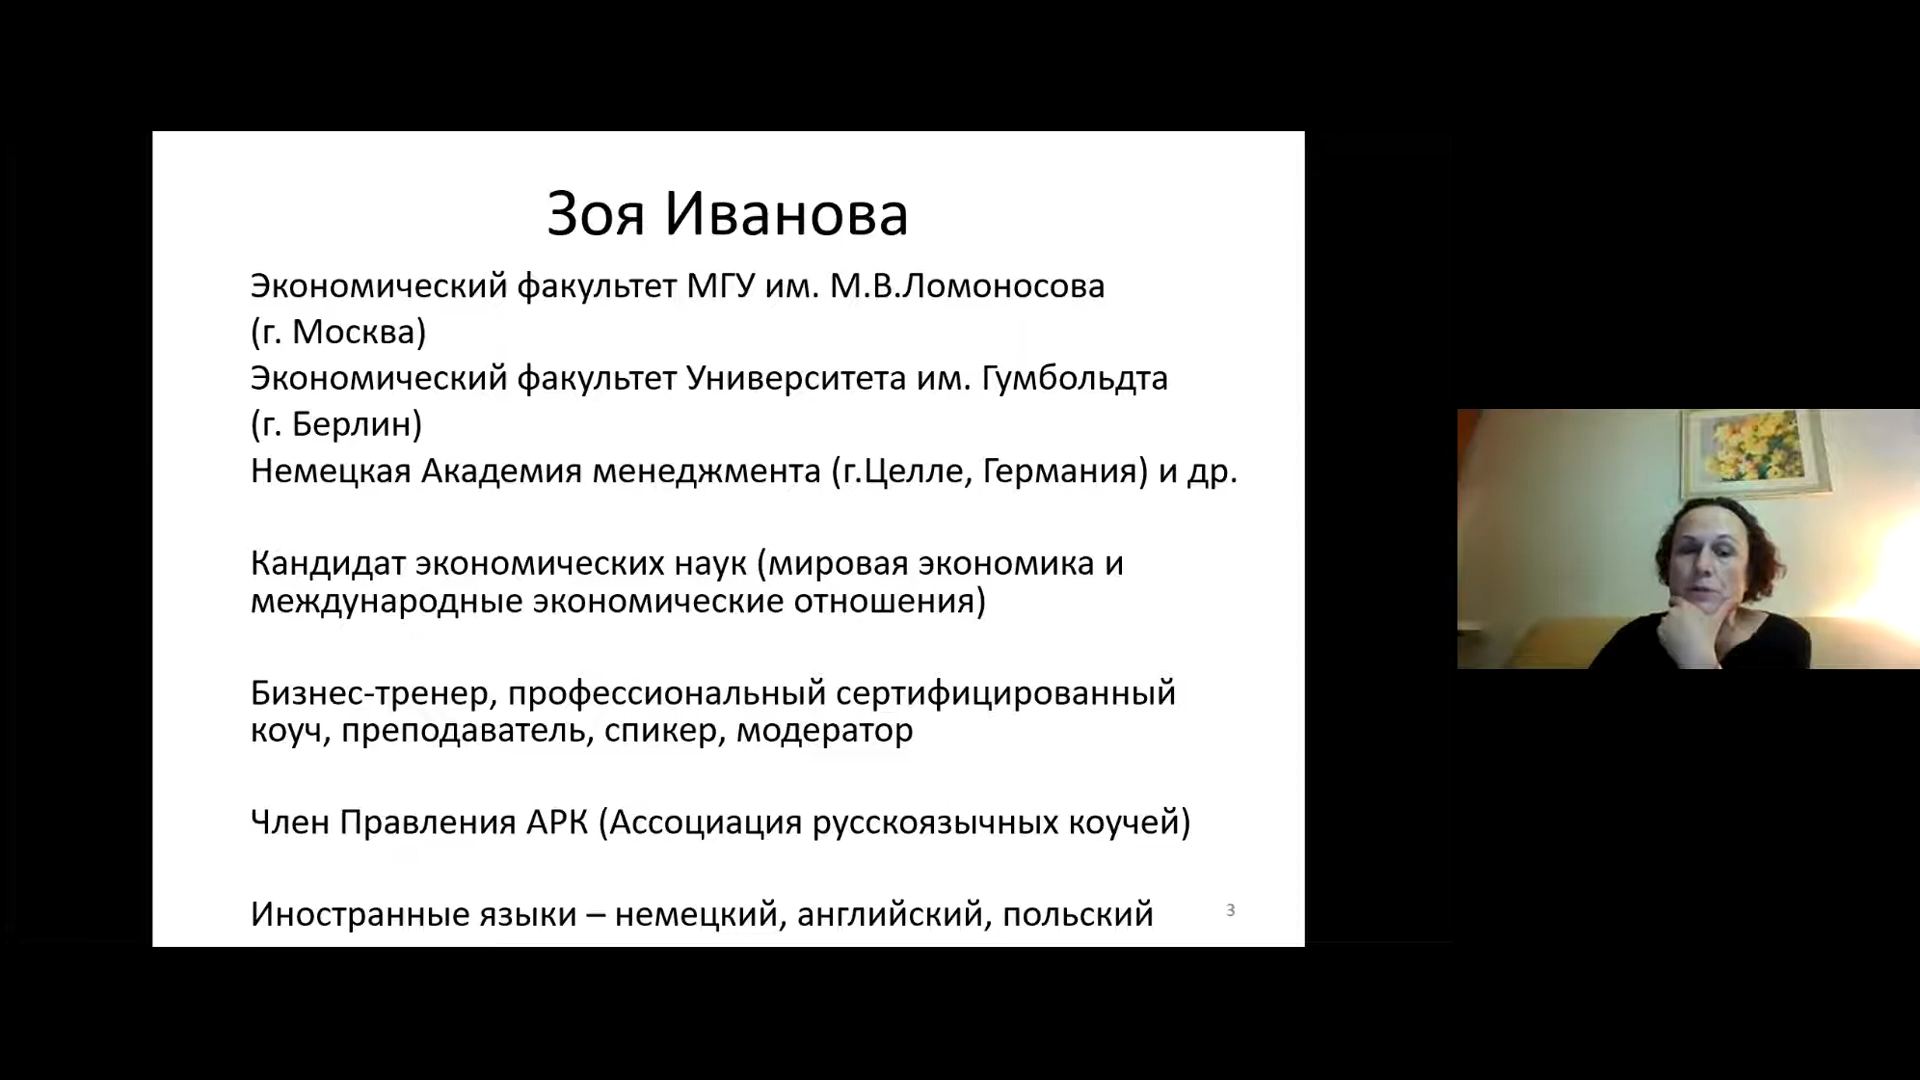 Зоя Иванова
Экономический факультет МГУ им. М.В.Ломоносова
(г. Москва)
Экономический факультет Университета им. Гумбольдта
(г. Берлин)
Немецкая Академия менеджмента (г.Целле, Германия) и др.
Кандидат экономических наук (мировая экономика и
международные экономические отношения)
Бизнес-тренер, профессиональный сертифицированный
коуч, преподаватель, спикер, модератор
Член Правления АРК (Ассоциация русскоязычных коучей)
Иностранные языки – немецкий, английский, польский
3